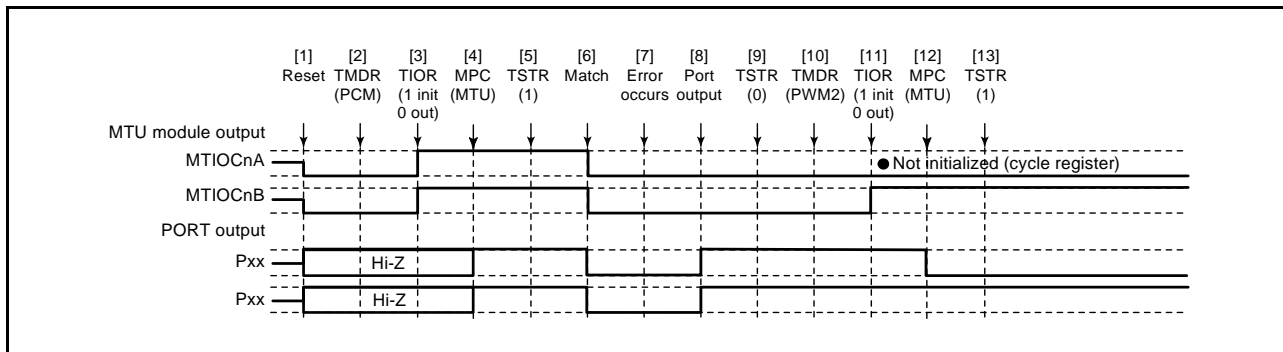 [1] [2] [3] [4] [5] [6] [7] [8] [9] [10] [11] [12] [13]
Reset TMDR TIOR MPC TSTR Match Error Port TSTR TMDR TIOR MPC TSTR
(PCM) (1 init (MTU) (1) occurs output (0) (PWM2) (1 init (MTU) (1)
0 out) 0 out)
MTU module output
MTIOCnA ● Not initialized (cycle register)
MTIOCnB
PORT output
Pxx Hi-Z
Pxx Hi-Z